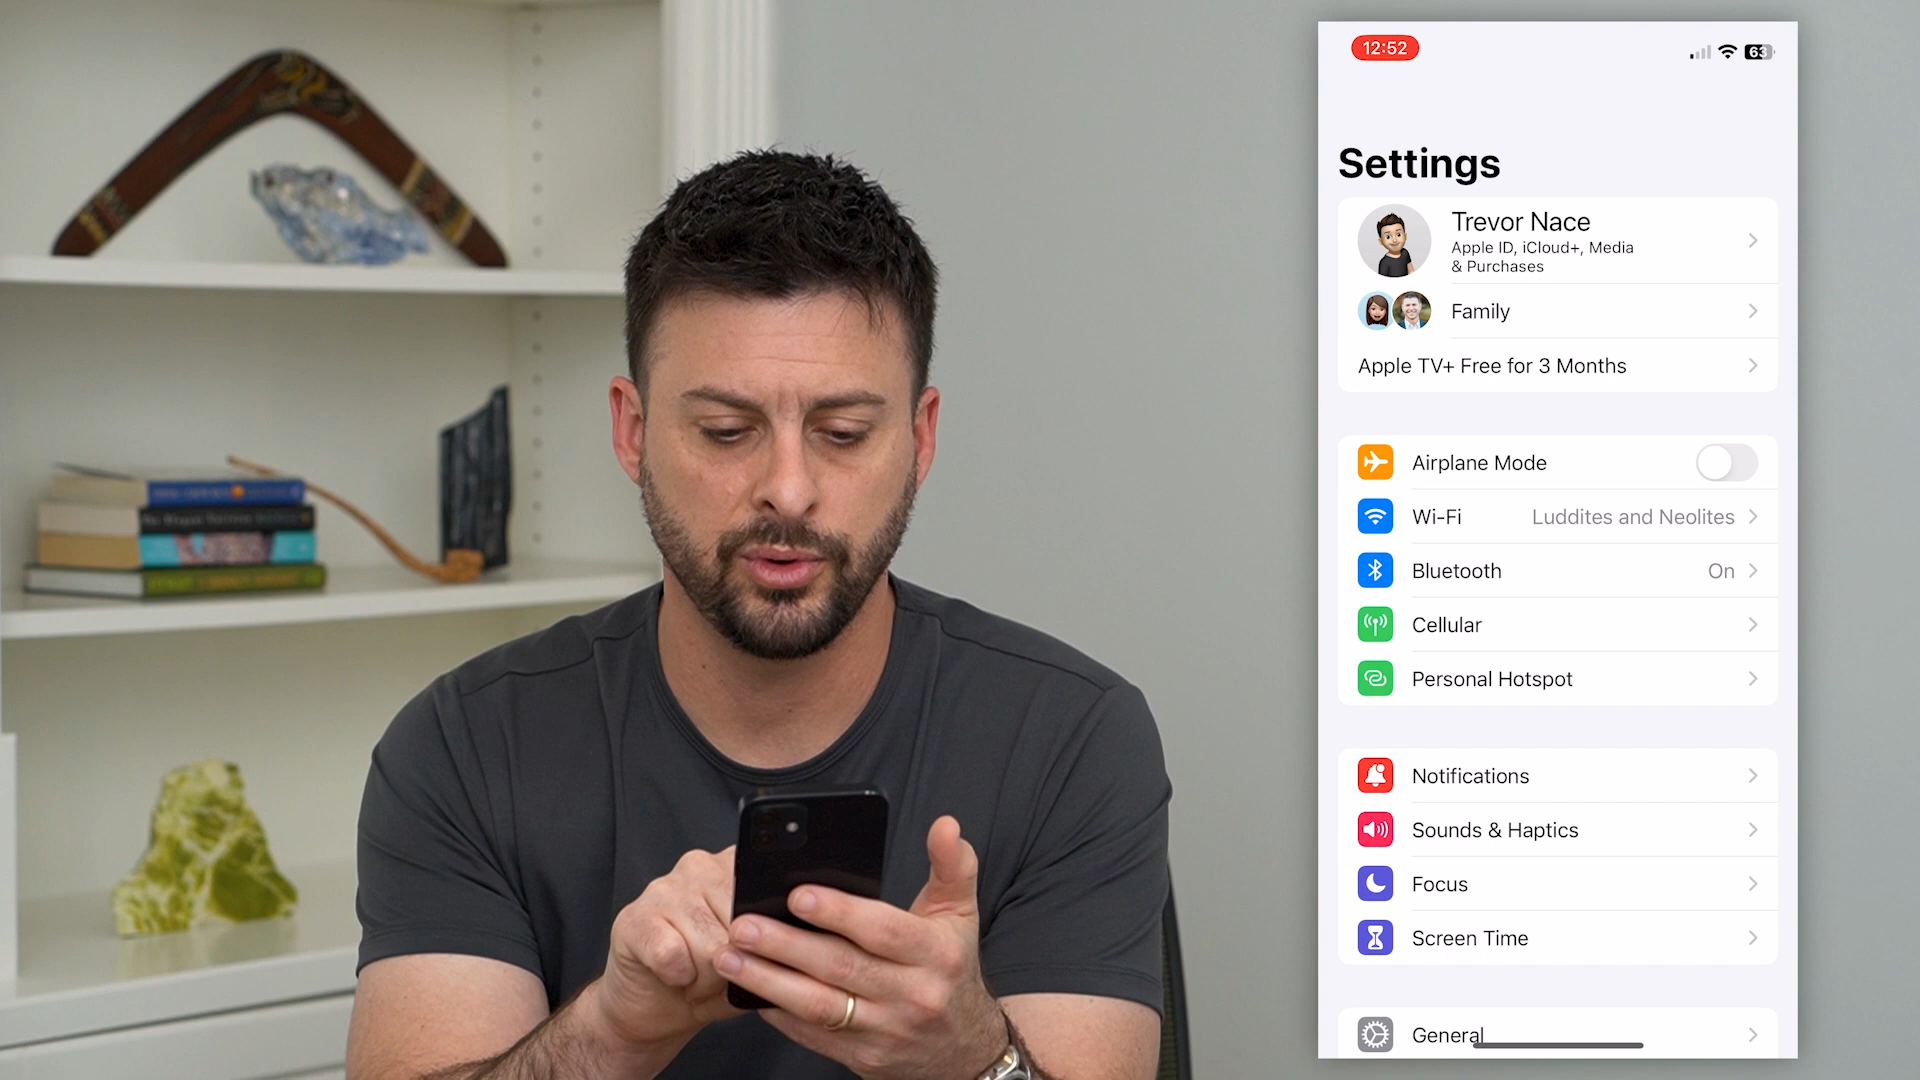 12:52
63
Settings
Trevor Nace
Apple ID, iCloud+, Media
& Purchases
Family
Apple TV+ Free for 3 Months
Airplane Mode
Wi-Fi Luddites and Neolites
Bluetooth On
Cellular
Personal Hotspot
Notifications
Sounds & Haptics
Focus
Screen Time
General